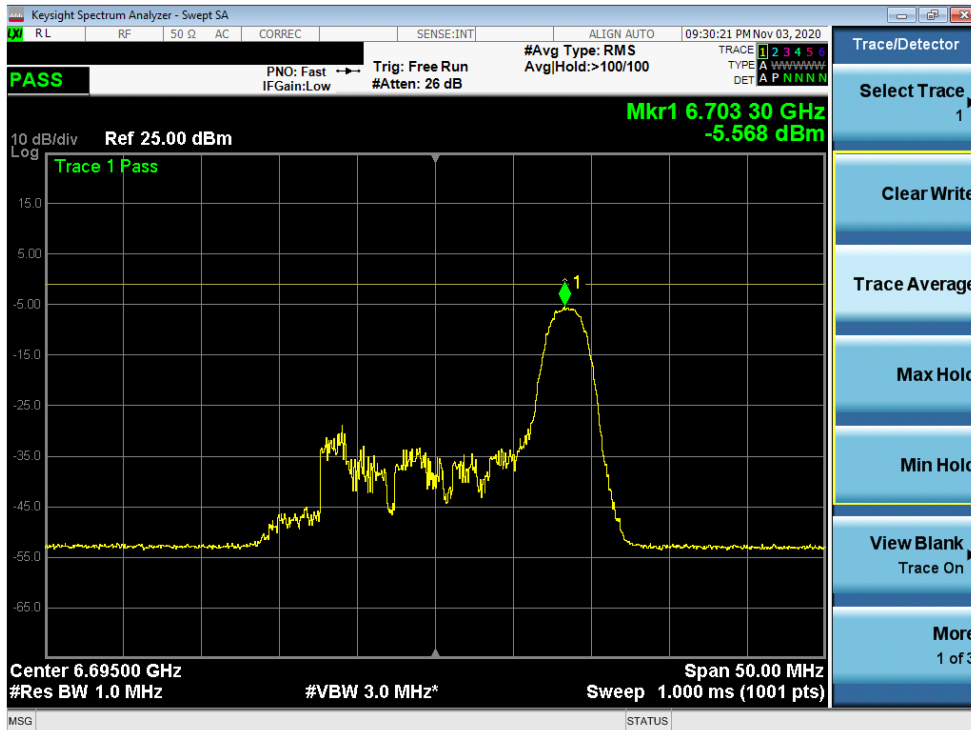 Keysight Spectrum Analyzer - Swept SA
LXI RL RF 50 Ω AC CORREC SENSE:INT ALIGN AUTO 09:30:21 PM Nov 03, 2020
PASS
PNO: Fast
IFGain:Low
Trig: Free Run
#Atten: 26 dB
#Avg Type: RMS
Avg|Hold:>100/100
TRACE 1 2 3 4 5 6
TYPE A WWWWW
DET A P N N N N
Mkr1 6.703 30 GHz
-5.568 dBm
10 dB/div Ref 25.00 dBm
Log
Trace 1 Pass
15.0
5.00
1
-5.00
-15.0
-25.0
-35.0
-45.0
-55.0
-65.0
Center 6.69500 GHz Span 50.00 MHz
#Res BW 1.0 MHz #VBW 3.0 MHz* Sweep 1.000 ms (1001 pts)
MSG STATUS
Trace/Detector
Select Trace
1
Clear Write
Trace Average
Max Hold
Min Hold
View Blank
Trace On
More
1 of 3